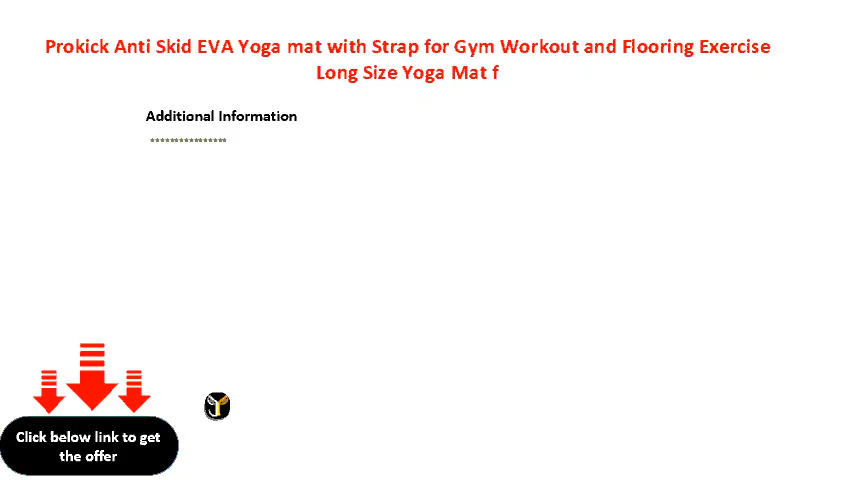 Prokick Anti Skid EVA Yoga mat with Strap for Gym Workout and Flooring Exercise
Long Size Yoga Mat f
Additional Information
***************
Click below link to get
the offer